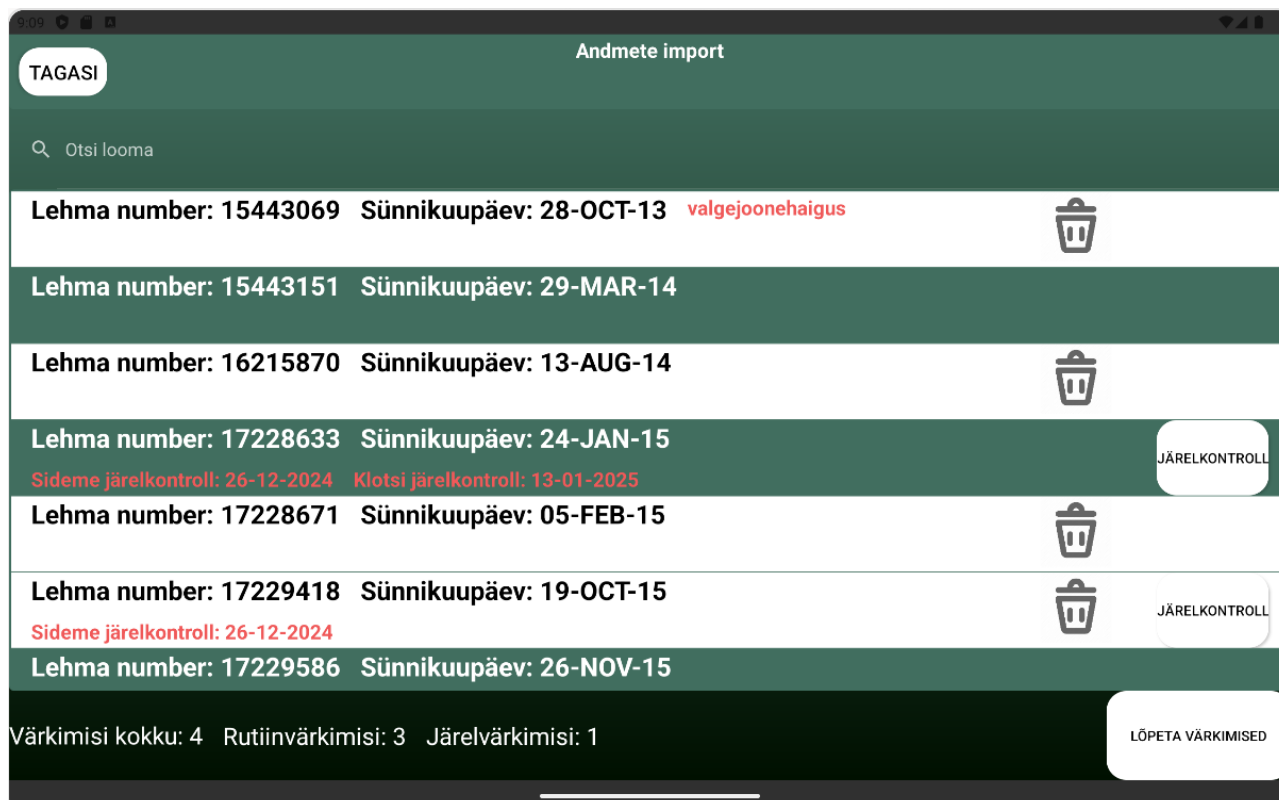 9:09
Andmete import
TAGASI
Otsi looma
Lehma number: 15443069 Sünnikuupäev: 28-OCT-13 valgejoonehaigus
Lehma number: 15443151 Sünnikuupäev: 29-MAR-14
Lehma number: 16215870 Sünnikuupäev: 13-AUG-14
Lehma number: 17228633 Sünnikuupäev: 24-JAN-15
JÄRELKONTROLL
Sideme järelkontroll: 26-12-2024 Klotsi järelkontroll: 13-01-2025
Lehma number: 17228671 Sünnikuupäev: 05-FEB-15
Lehma number: 17229418 Sünnikuupäev: 19-OCT-15
JÄRELKONTROLL
Sideme järelkontroll: 26-12-2024
Lehma number: 17229586 Sünnikuupäev: 26-NOV-15
Värkimisi kokku: 4 Rutiinvärkimisi: 3 Järelvärkimisi: 1
LÕPETA VÄRKIMISED